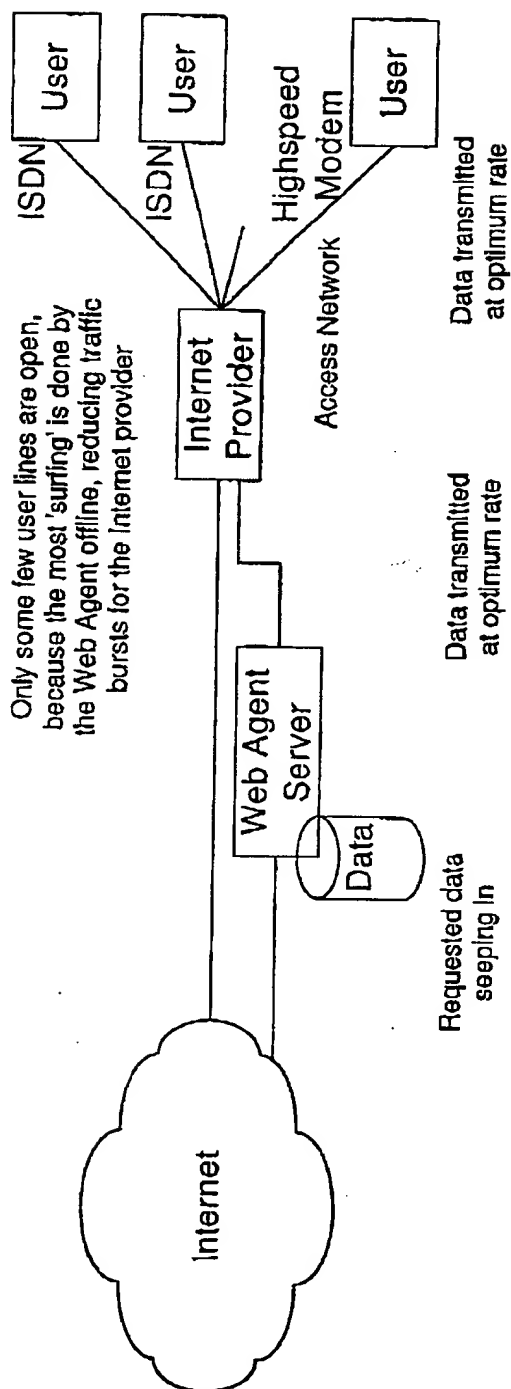 Only some few user lines are open,
because the most 'surfing' is done by
the Web Agent offline, reducing traffic
bursts for the Internet provider
ISDN
User
ISDN
User
Highspeed
Modem
User
Internet
Provider
Access Network
Internet
Web Agent
Server
Data
Requested data
seeping in
Data transmitted
at optimum rate
Data transmitted
at optimum rate